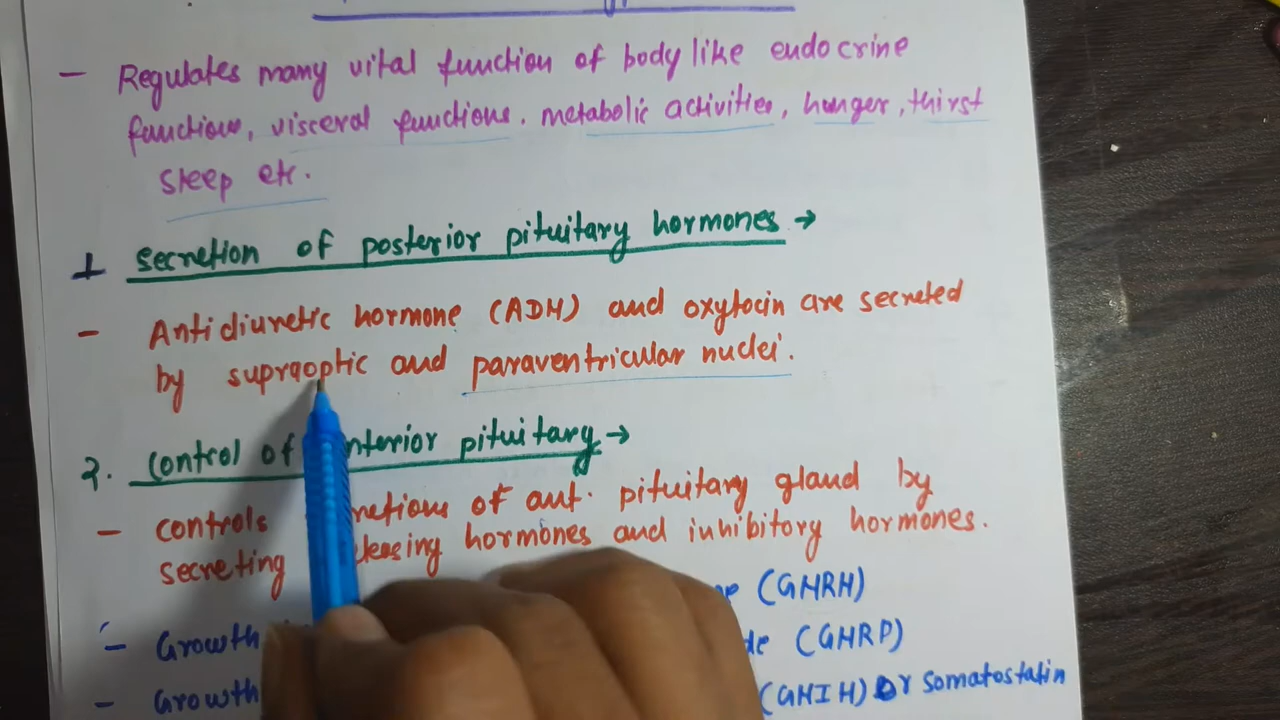 - Regulates many vital function of body like endocrine
functions, visceral functions, metabolic activities, hunger, thirst
sleep etc.
1 Secretion of posterior pituitary hormones →
- Antidiuretic hormone (ADH) and oxytocin are secreted
by supraoptic and paraventricular nuclei.
2. Control of anterior pituitary →
- controls of ant. pituitary gland by
secreting hormones and inhibitory hormones.
(GHRH)
- Growth (GHRP)
- Growth (GHIH) or somatostatin